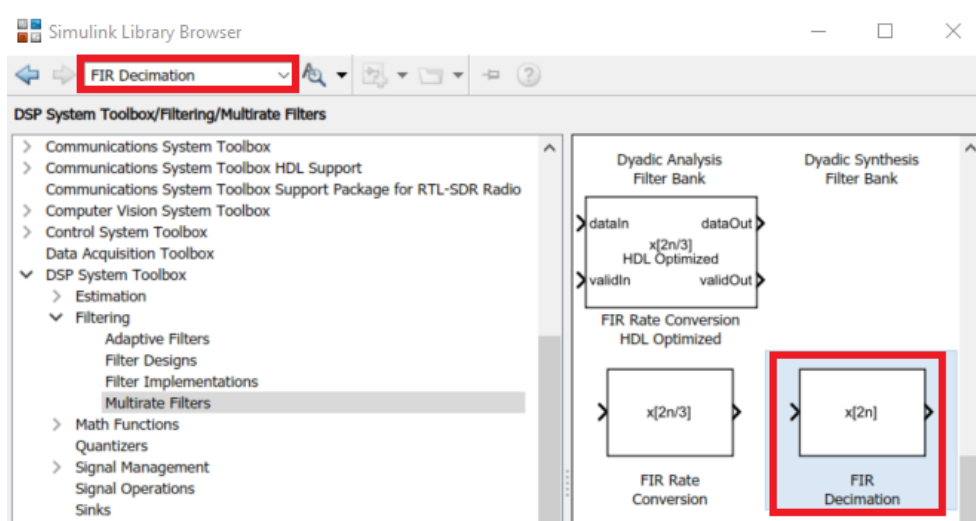 Simulink Library Browser
FIR Decimation
DSP System Toolbox/Filtering/Multirate Filters
Communications System Toolbox
Communications System Toolbox HDL Support
Communications System Toolbox Support Package for RTL-SDR Radio
Computer Vision System Toolbox
Control System Toolbox
Data Acquisition Toolbox
DSP System Toolbox
Estimation
Filtering
Adaptive Filters
Filter Designs
Filter Implementations
Multirate Filters
Math Functions
Quantizers
Signal Management
Signal Operations
Sinks
Dyadic Analysis
Filter Bank
Dyadic Synthesis
Filter Bank
dataIn dataOut
x[2n/3]
HDL Optimized
validIn validOut
FIR Rate Conversion
HDL Optimized
x[2n/3]
FIR Rate
Conversion
x[2n]
FIR
Decimation